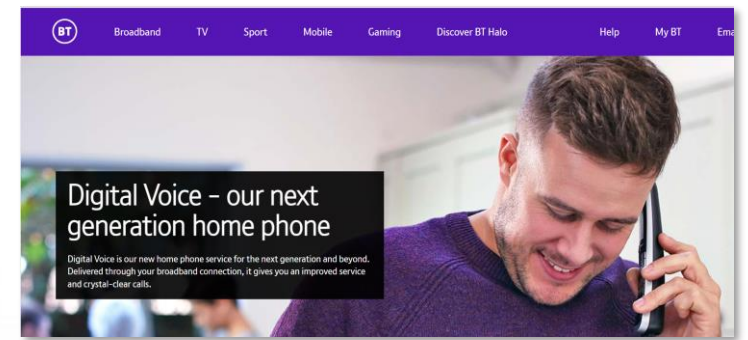 BT Broadband TV Sport Mobile Gaming Discover BT Halo Help My BT
Digital Voice – our next
generation home phone
Digital Voice is our new home phone service for the next generation and beyond.
Delivered through your broadband connection, it gives you an improved service
and crystal-clear calls.